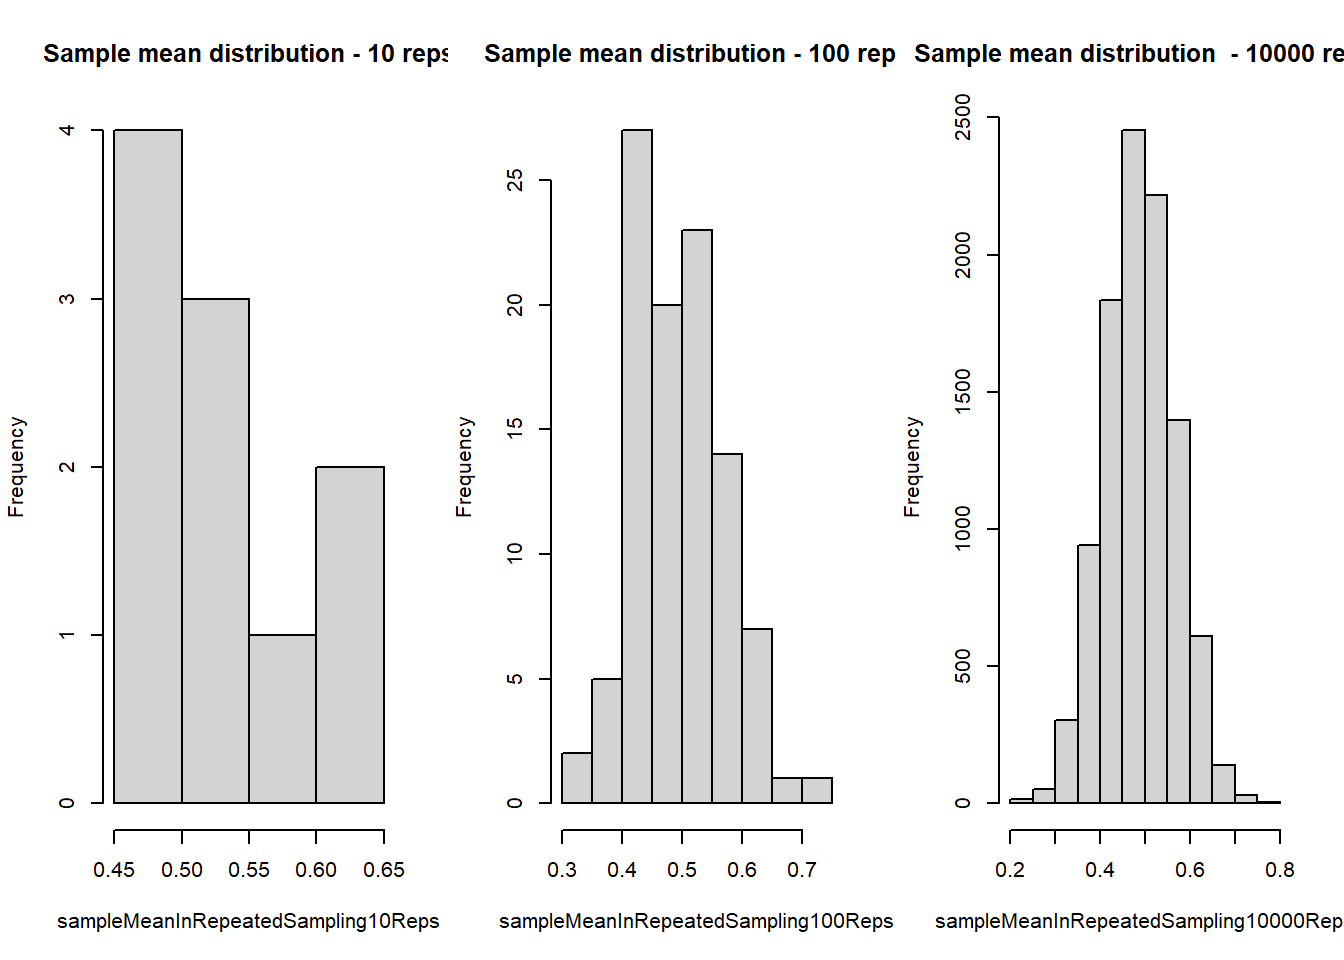 Sample mean distribution - 10 reps
Frequency
4
3
2
1
0
0.45 0.50 0.55 0.60 0.65
sampleMeanInRepeatedSampling10Reps
Sample mean distribution - 100 rep
Frequency
25
20
15
10
5
0
0.3 0.4 0.5 0.6 0.7
sampleMeanInRepeatedSampling100Reps
Sample mean distribution - 10000 re
Frequency
2500
2000
1500
1000
500
0
0.2 0.4 0.6 0.8
sampleMeanInRepeatedSampling10000Rep